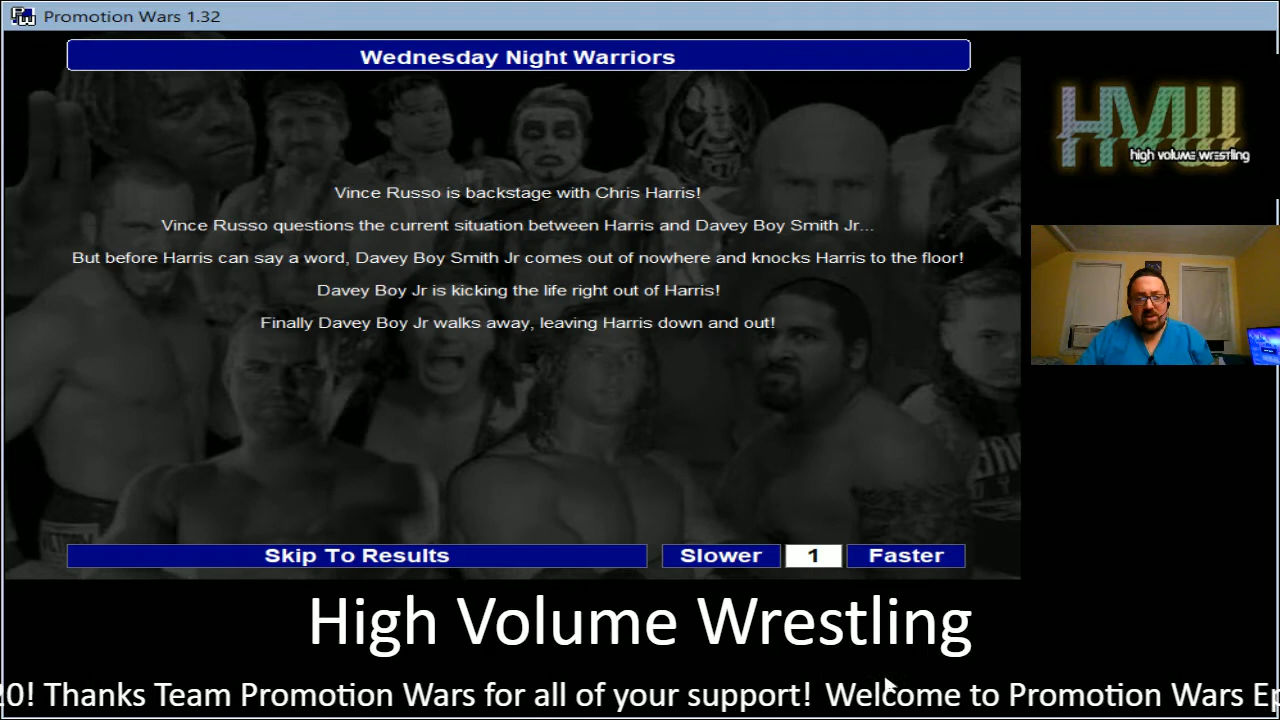 Promotion Wars 1.32
Wednesday Night Warriors
HVW
high volume wrestling
Vince Russo is backstage with Chris Harris!
Vince Russo questions the current situation between Harris and Davey Boy Smith Jr...
But before Harris can say a word, Davey Boy Smith Jr comes out of nowhere and knocks Harris to the floor!
Davey Boy Jr is kicking the life right out of Harris!
Finally Davey Boy Jr walks away, leaving Harris down and out!
Skip To Results
Slower
1
Faster
High Volume Wrestling
20! Thanks Team Promotion Wars for all of your support! Welcome to Promotion Wars Ep